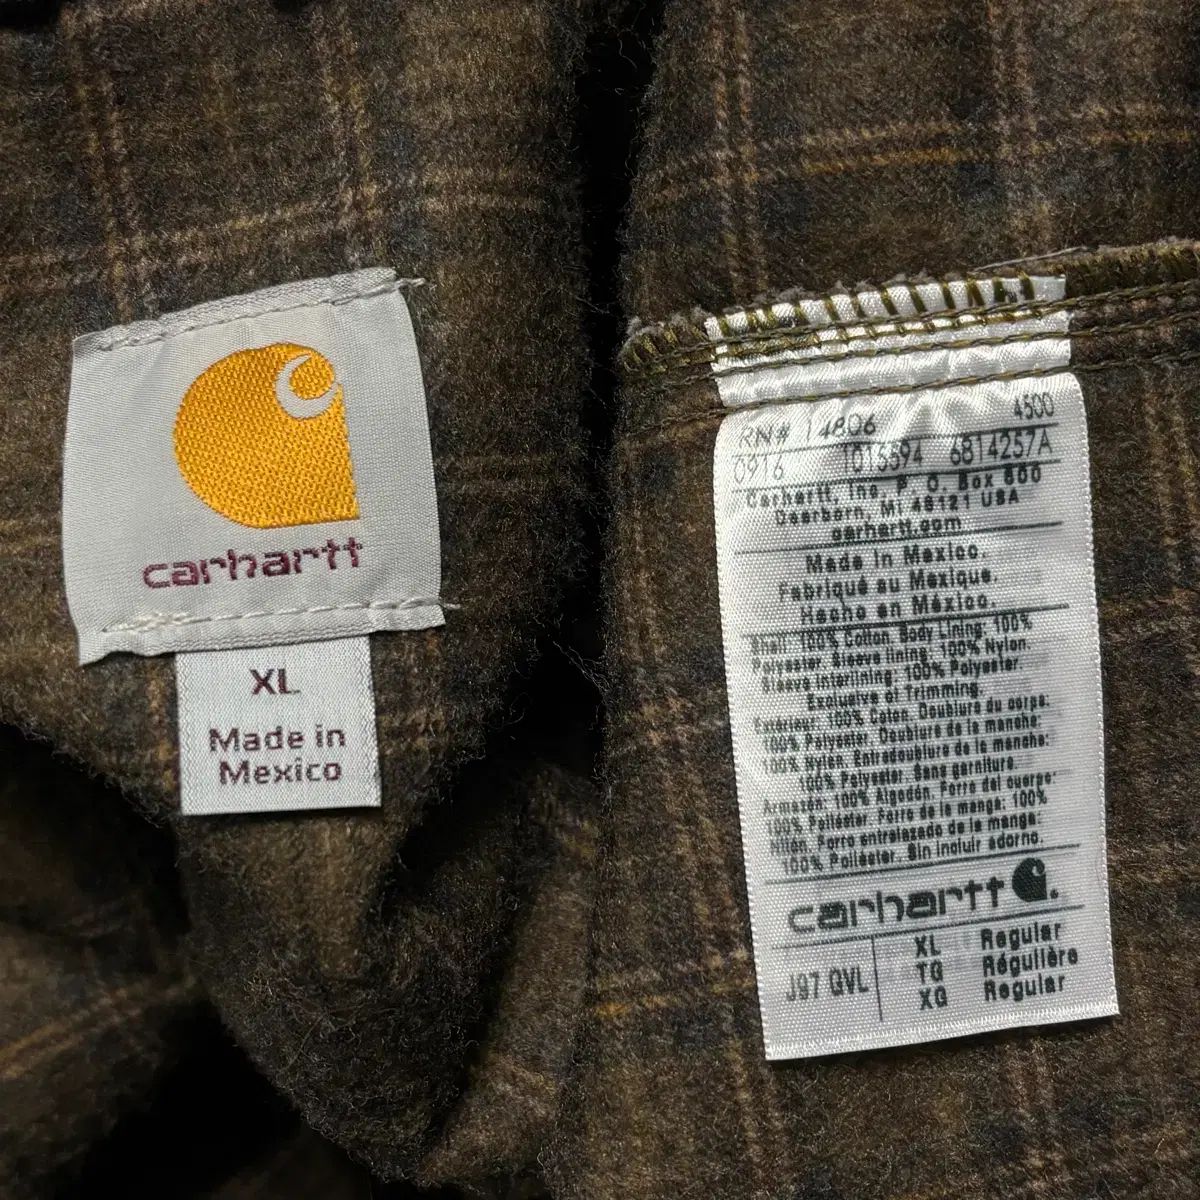 carhartt
XL
Made in
Mexico
RN# 14806 4500
0916 1015594 6814257A
Carhartt, Inc. P. O. Box 600
Dearborn, MI 48121 USA
carhartt.com
Made in Mexico.
Fabriqué au Mexique.
Hecho en México.
Shell: 100% Cotton. Body Lining: 100%
Polyester. Sleeve lining: 100% Nylon.
Sleeve Interlining: 100% Polyester.
Exclusive of Trimming.
Extérieur: 100% Coton. Doublure du corps:
100% Polyester. Doublure de la manche:
100% Nylon. Entredoublure de la manche:
100% Polyester. Sans garniture.
Armazón: 100% Algodón. Forro del cuerpo:
100% Poliéster. Forro de la manga: 100%
Nilón. Forro entrelazado de la manga:
100% Poliéster. Sin incluir adorno.
carhartt
J97 QVL
XL Regular
TG Régulière
XG Regular